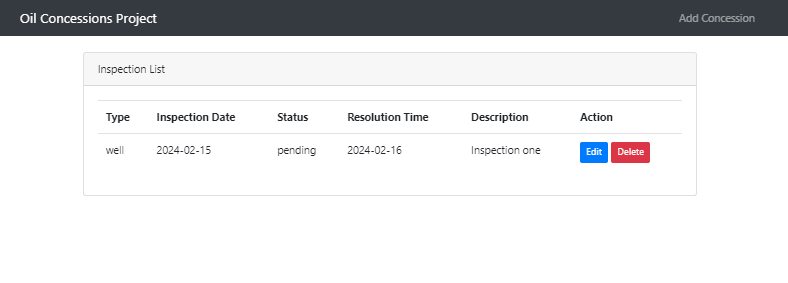 Oil Concessions Project Add Concession
Inspection List
Type Inspection Date Status Resolution Time Description Action
well 2024-02-15 pending 2024-02-16 Inspection one Edit Delete